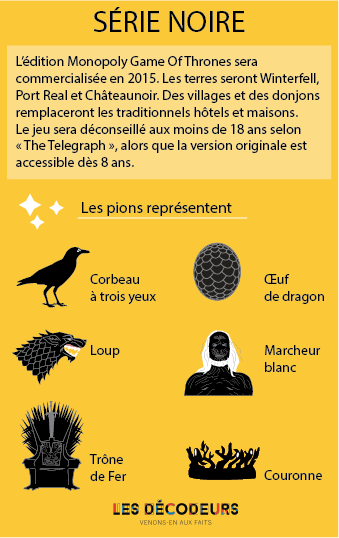 SÉRIE NOIRE
L’édition Monopoly Game Of Thrones sera
commercialisée en 2015. Les terres seront Winterfell,
Port Real et Châteaunoir. Des villages et des donjons
remplaceront les traditionnels hôtels et maisons.
Le jeu sera déconseillé aux moins de 18 ans selon
« The Telegraph », alors que la version originale est
accessible dès 8 ans.
Les pions représentent
Corbeau
à trois yeux
Œuf
de dragon
Loup
Marcheur
blanc
Trône
de Fer
Couronne
LES DÉCODEURS
VENONS-EN AUX FAITS